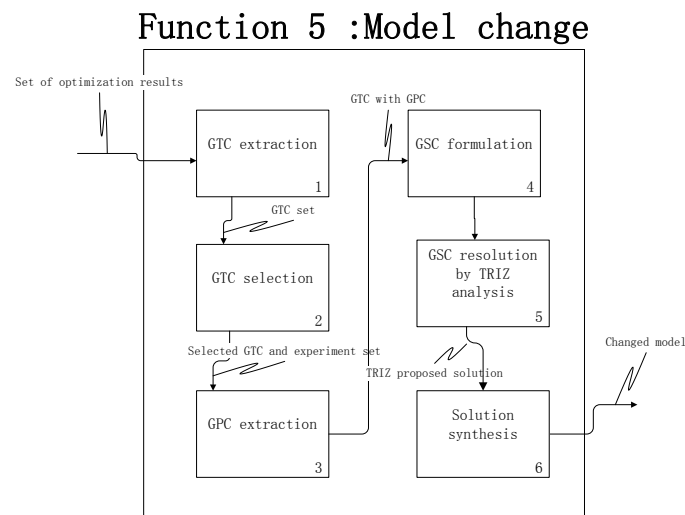 Function 5 :Model change
Set of optimization results
GTC extraction
1
GTC set
GTC selection
2
Selected GTC and experiment set
GPC extraction
3
GTC with GPC
GSC formulation
4
GSC resolution
by TRIZ
analysis
5
TRIZ proposed solution
Solution
synthesis
6
Changed model